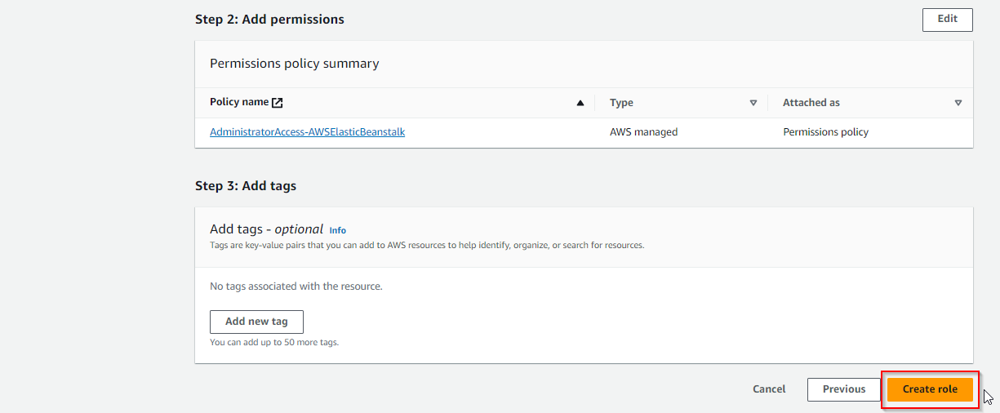 Step 2: Add permissions
Edit
Permissions policy summary
Policy name
Type
Attached as
AdministratorAccess-AWSElasticBeanstalk
AWS managed
Permissions policy
Step 3: Add tags
Add tags - optional Info
Tags are key-value pairs that you can add to AWS resources to help identify, organize, or search for resources.
No tags associated with the resource.
Add new tag
You can add up to 50 more tags.
Cancel
Previous
Create role